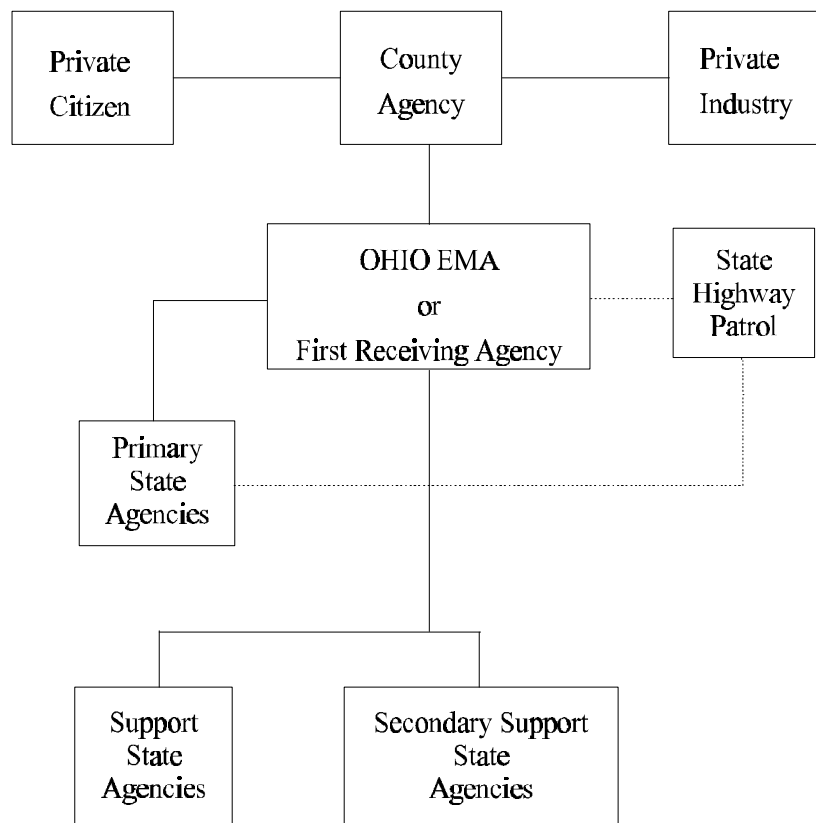 Private
Citizen
County
Agency
Private
Industry
OHIO EMA
or
First Receiving Agency
State
Highway
Patrol
Primary
State
Agencies
Support
State
Agencies
Secondary Support
State
Agencies